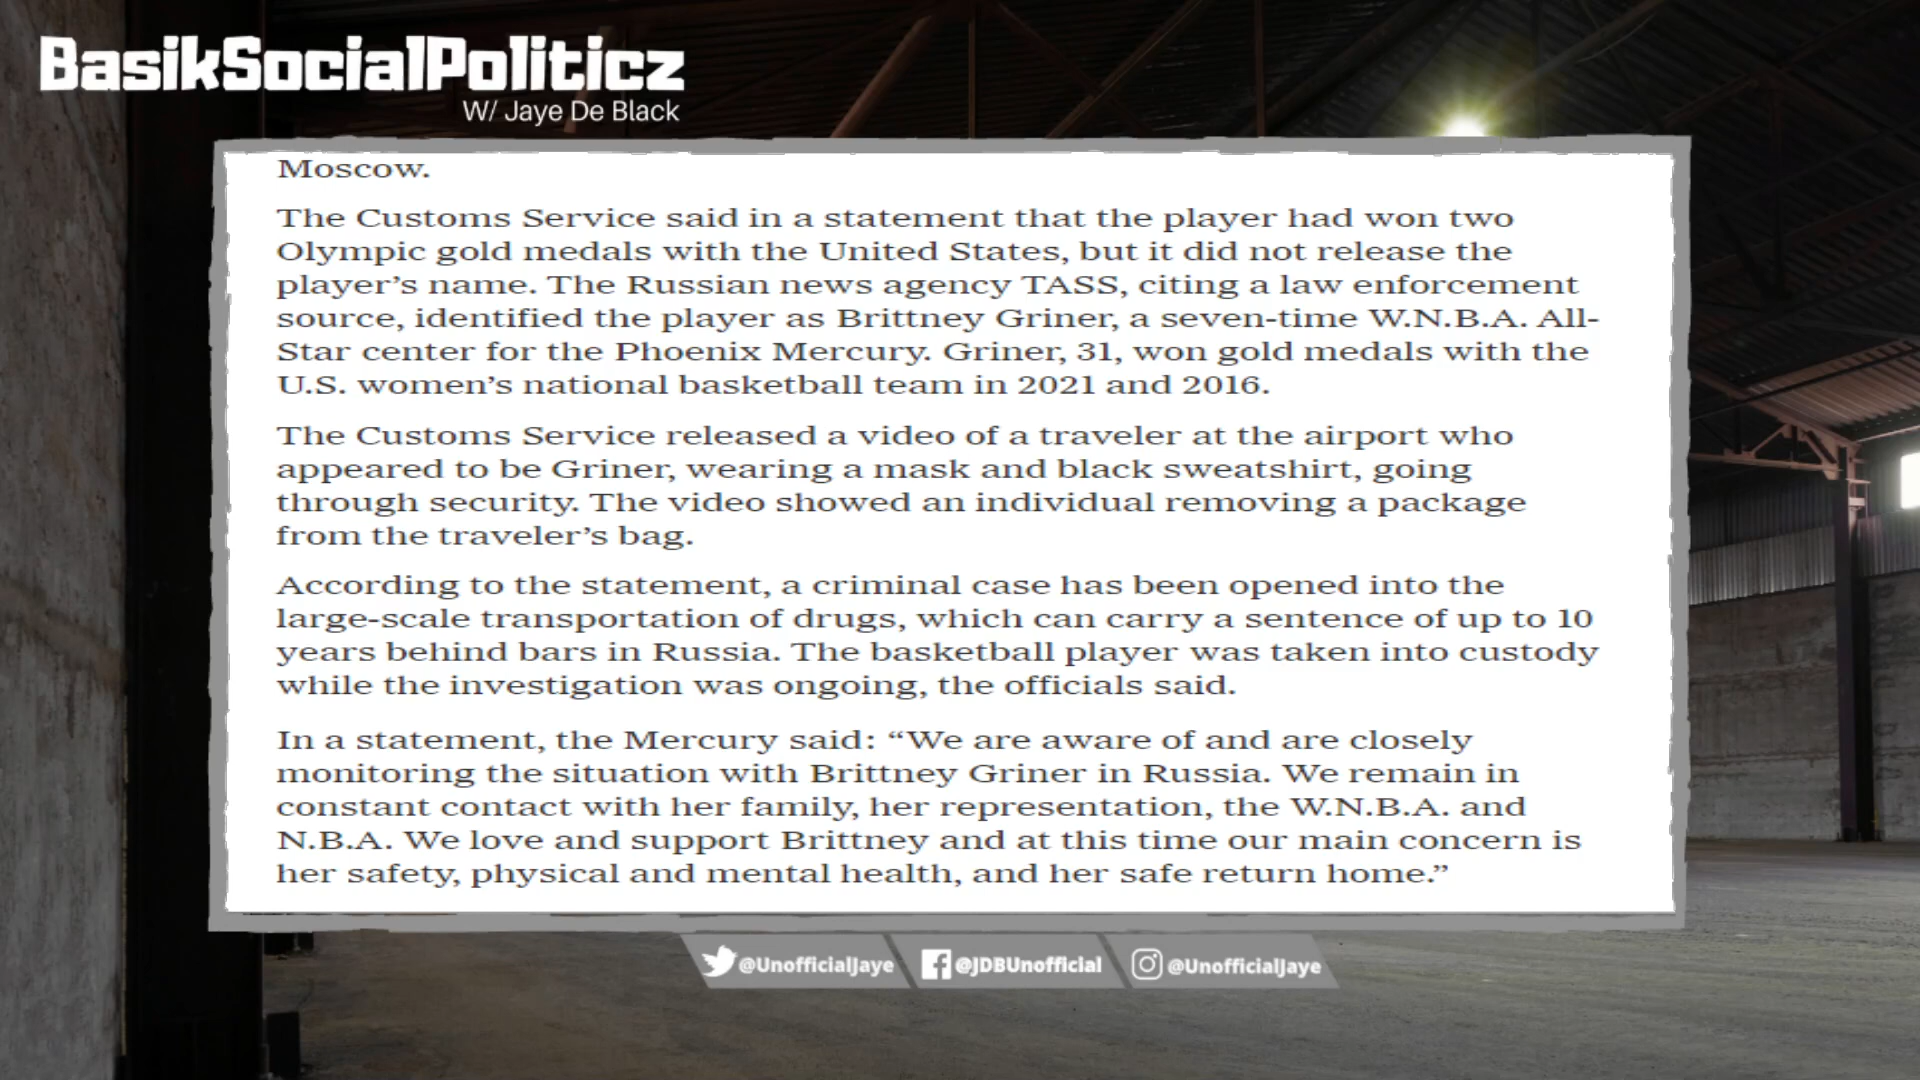 BasikSocialPoliticz
W/ Jaye De Black
Moscow.
The Customs Service said in a statement that the player had won two
Olympic gold medals with the United States, but it did not release the
player’s name. The Russian news agency TASS, citing a law enforcement
source, identified the player as Brittney Griner, a seven-time W.N.B.A. All-
Star center for the Phoenix Mercury. Griner, 31, won gold medals with the
U.S. women’s national basketball team in 2021 and 2016.
The Customs Service released a video of a traveler at the airport who
appeared to be Griner, wearing a mask and black sweatshirt, going
through security. The video showed an individual removing a package
from the traveler’s bag.
According to the statement, a criminal case has been opened into the
large-scale transportation of drugs, which can carry a sentence of up to 10
years behind bars in Russia. The basketball player was taken into custody
while the investigation was ongoing, the officials said.
In a statement, the Mercury said: “We are aware of and are closely
monitoring the situation with Brittney Griner in Russia. We remain in
constant contact with her family, her representation, the W.N.B.A. and
N.B.A. We love and support Brittney and at this time our main concern is
her safety, physical and mental health, and her safe return home.”
@UnofficialJaye @JDBUnofficial @UnofficialJaye